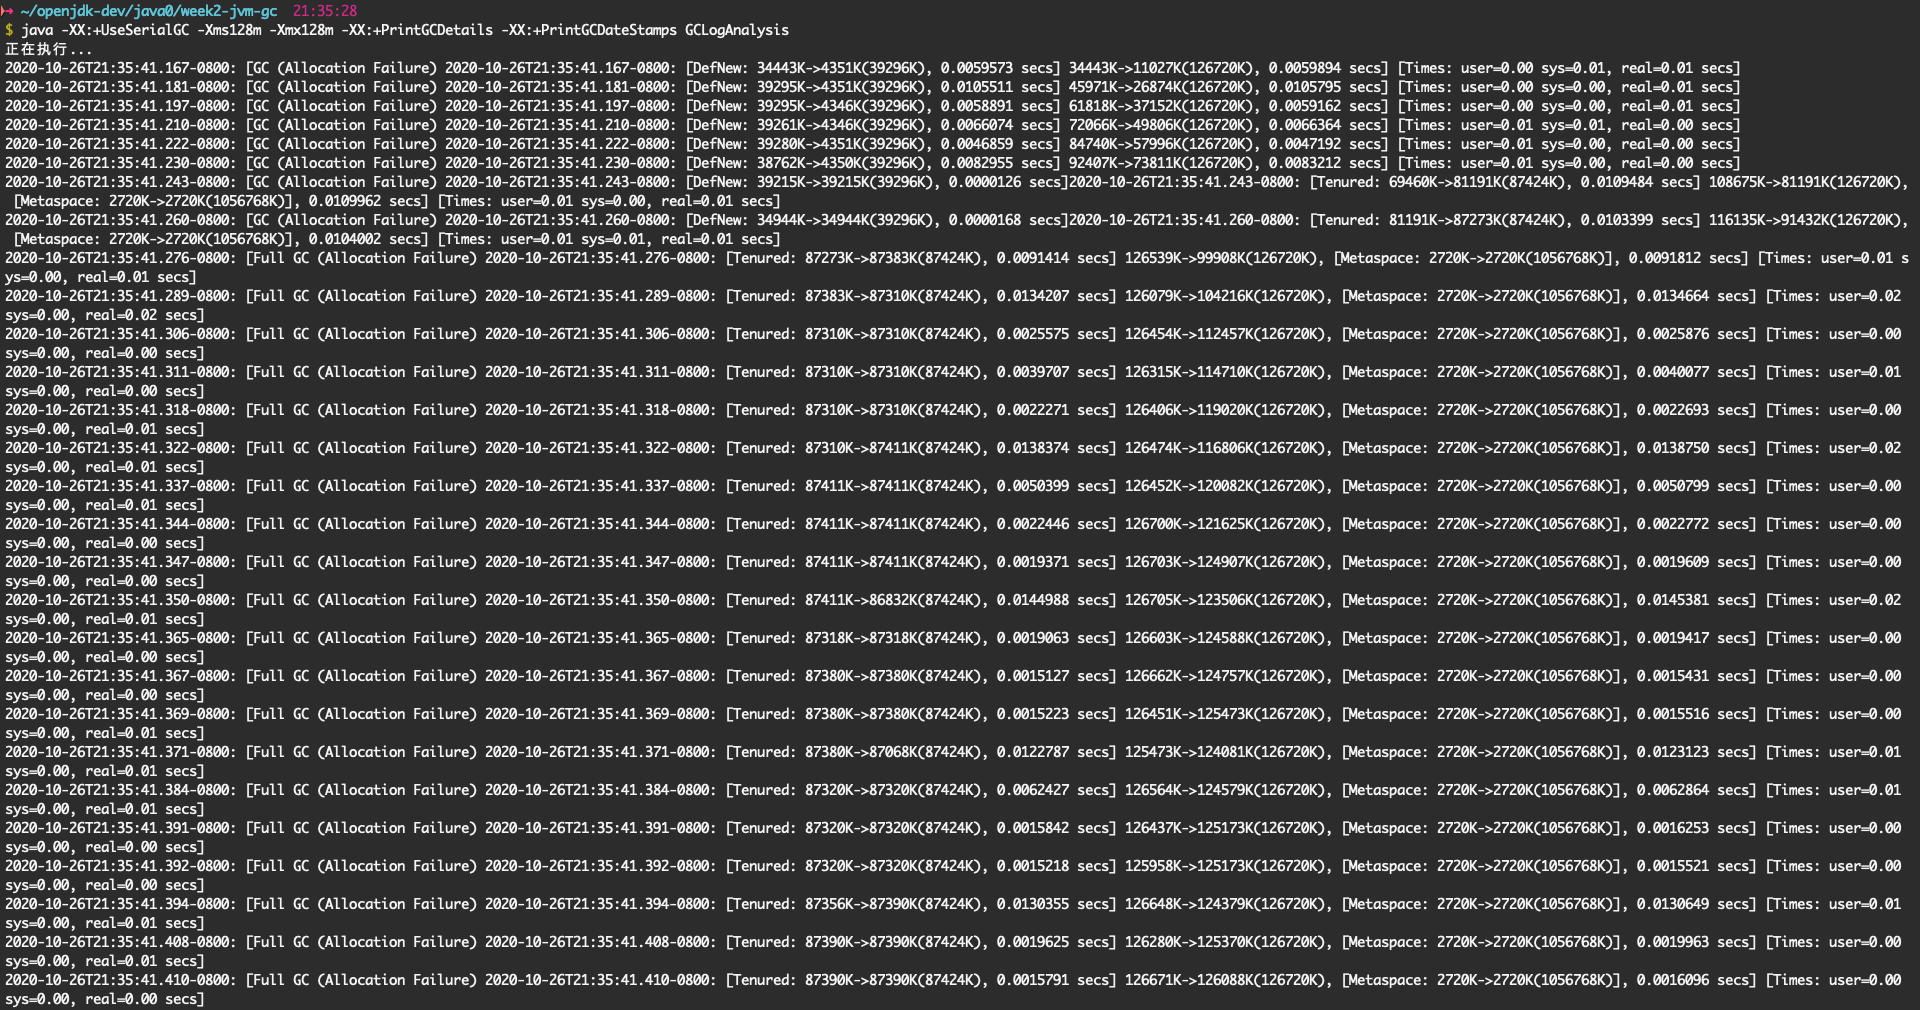 ~/openjdk-dev/java0/week2-jvm-gc 21:35:28
$ java -XX:+UseSerialGC -Xms128m -Xmx128m -XX:+PrintGCDetails -XX:+PrintGCDateStamps GCLogAnalysis
正在执行...
2020-10-26T21:35:41.167-0800: [GC (Allocation Failure) 2020-10-26T21:35:41.167-0800: [DefNew: 34443K->4351K(39296K), 0.0059573 secs] 34443K->11027K(126720K), 0.0059894 secs] [Times: user=0.00 sys=0.01, real=0.01 secs]
2020-10-26T21:35:41.181-0800: [GC (Allocation Failure) 2020-10-26T21:35:41.181-0800: [DefNew: 39295K->4351K(39296K), 0.0105511 secs] 45971K->26874K(126720K), 0.0105795 secs] [Times: user=0.00 sys=0.00, real=0.01 secs]
2020-10-26T21:35:41.197-0800: [GC (Allocation Failure) 2020-10-26T21:35:41.197-0800: [DefNew: 39295K->4346K(39296K), 0.0058891 secs] 61818K->37152K(126720K), 0.0059162 secs] [Times: user=0.00 sys=0.00, real=0.01 secs]
2020-10-26T21:35:41.210-0800: [GC (Allocation Failure) 2020-10-26T21:35:41.210-0800: [DefNew: 39261K->4346K(39296K), 0.0066074 secs] 72066K->49806K(126720K), 0.0066364 secs] [Times: user=0.01 sys=0.01, real=0.00 secs]
2020-10-26T21:35:41.222-0800: [GC (Allocation Failure) 2020-10-26T21:35:41.222-0800: [DefNew: 39280K->4351K(39296K), 0.0046859 secs] 84740K->57996K(126720K), 0.0047192 secs] [Times: user=0.01 sys=0.00, real=0.00 secs]
2020-10-26T21:35:41.230-0800: [GC (Allocation Failure) 2020-10-26T21:35:41.230-0800: [DefNew: 38762K->4350K(39296K), 0.0082955 secs] 92407K->73811K(126720K), 0.0083212 secs] [Times: user=0.01 sys=0.00, real=0.00 secs]
2020-10-26T21:35:41.243-0800: [GC (Allocation Failure) 2020-10-26T21:35:41.243-0800: [DefNew: 39215K->39215K(39296K), 0.0000126 secs]2020-10-26T21:35:41.243-0800: [Tenured: 69460K->81191K(87424K), 0.0109484 secs] 108675K->81191K(126720K),
[Metaspace: 2720K->2720K(1056768K)], 0.0109962 secs] [Times: user=0.01 sys=0.00, real=0.01 secs]
2020-10-26T21:35:41.260-0800: [GC (Allocation Failure) 2020-10-26T21:35:41.260-0800: [DefNew: 34944K->34944K(39296K), 0.0000168 secs]2020-10-26T21:35:41.260-0800: [Tenured: 81191K->87273K(87424K), 0.0103399 secs] 116135K->91432K(126720K),
[Metaspace: 2720K->2720K(1056768K)], 0.0104002 secs] [Times: user=0.01 sys=0.01, real=0.01 secs]
2020-10-26T21:35:41.276-0800: [Full GC (Allocation Failure) 2020-10-26T21:35:41.276-0800: [Tenured: 87273K->87383K(87424K), 0.0091414 secs] 126539K->99908K(126720K), [Metaspace: 2720K->2720K(1056768K)], 0.0091812 secs] [Times: user=0.01 s
ys=0.00, real=0.01 secs]
2020-10-26T21:35:41.289-0800: [Full GC (Allocation Failure) 2020-10-26T21:35:41.289-0800: [Tenured: 87383K->87310K(87424K), 0.0134207 secs] 126079K->104216K(126720K), [Metaspace: 2720K->2720K(1056768K)], 0.0134664 secs] [Times: user=0.02
sys=0.00, real=0.02 secs]
2020-10-26T21:35:41.306-0800: [Full GC (Allocation Failure) 2020-10-26T21:35:41.306-0800: [Tenured: 87310K->87310K(87424K), 0.0025575 secs] 126454K->112457K(126720K), [Metaspace: 2720K->2720K(1056768K)], 0.0025876 secs] [Times: user=0.00
sys=0.00, real=0.00 secs]
2020-10-26T21:35:41.311-0800: [Full GC (Allocation Failure) 2020-10-26T21:35:41.311-0800: [Tenured: 87310K->87310K(87424K), 0.0039707 secs] 126315K->114710K(126720K), [Metaspace: 2720K->2720K(1056768K)], 0.0040077 secs] [Times: user=0.01
sys=0.00, real=0.00 secs]
2020-10-26T21:35:41.318-0800: [Full GC (Allocation Failure) 2020-10-26T21:35:41.318-0800: [Tenured: 87310K->87310K(87424K), 0.0022271 secs] 126406K->119020K(126720K), [Metaspace: 2720K->2720K(1056768K)], 0.0022693 secs] [Times: user=0.00
sys=0.00, real=0.01 secs]
2020-10-26T21:35:41.322-0800: [Full GC (Allocation Failure) 2020-10-26T21:35:41.322-0800: [Tenured: 87310K->87411K(87424K), 0.0138374 secs] 126474K->116806K(126720K), [Metaspace: 2720K->2720K(1056768K)], 0.0138750 secs] [Times: user=0.02
sys=0.00, real=0.01 secs]
2020-10-26T21:35:41.337-0800: [Full GC (Allocation Failure) 2020-10-26T21:35:41.337-0800: [Tenured: 87411K->87411K(87424K), 0.0050399 secs] 126452K->120082K(126720K), [Metaspace: 2720K->2720K(1056768K)], 0.0050799 secs] [Times: user=0.00
sys=0.00, real=0.01 secs]
2020-10-26T21:35:41.344-0800: [Full GC (Allocation Failure) 2020-10-26T21:35:41.344-0800: [Tenured: 87411K->87411K(87424K), 0.0022446 secs] 126700K->121625K(126720K), [Metaspace: 2720K->2720K(1056768K)], 0.0022772 secs] [Times: user=0.00
sys=0.00, real=0.00 secs]
2020-10-26T21:35:41.347-0800: [Full GC (Allocation Failure) 2020-10-26T21:35:41.347-0800: [Tenured: 87411K->87411K(87424K), 0.0019371 secs] 126703K->124907K(126720K), [Metaspace: 2720K->2720K(1056768K)], 0.0019609 secs] [Times: user=0.00
sys=0.00, real=0.00 secs]
2020-10-26T21:35:41.350-0800: [Full GC (Allocation Failure) 2020-10-26T21:35:41.350-0800: [Tenured: 87411K->86832K(87424K), 0.0144988 secs] 126705K->123506K(126720K), [Metaspace: 2720K->2720K(1056768K)], 0.0145381 secs] [Times: user=0.02
sys=0.00, real=0.01 secs]
2020-10-26T21:35:41.365-0800: [Full GC (Allocation Failure) 2020-10-26T21:35:41.365-0800: [Tenured: 87318K->87318K(87424K), 0.0019063 secs] 126603K->124588K(126720K), [Metaspace: 2720K->2720K(1056768K)], 0.0019417 secs] [Times: user=0.00
sys=0.00, real=0.00 secs]
2020-10-26T21:35:41.367-0800: [Full GC (Allocation Failure) 2020-10-26T21:35:41.367-0800: [Tenured: 87380K->87380K(87424K), 0.0015127 secs] 126662K->124757K(126720K), [Metaspace: 2720K->2720K(1056768K)], 0.0015431 secs] [Times: user=0.00
sys=0.00, real=0.00 secs]
2020-10-26T21:35:41.369-0800: [Full GC (Allocation Failure) 2020-10-26T21:35:41.369-0800: [Tenured: 87380K->87380K(87424K), 0.0015223 secs] 126451K->125473K(126720K), [Metaspace: 2720K->2720K(1056768K)], 0.0015516 secs] [Times: user=0.00
sys=0.00, real=0.01 secs]
2020-10-26T21:35:41.371-0800: [Full GC (Allocation Failure) 2020-10-26T21:35:41.371-0800: [Tenured: 87380K->87068K(87424K), 0.0122787 secs] 125473K->124081K(126720K), [Metaspace: 2720K->2720K(1056768K)], 0.0123123 secs] [Times: user=0.01
sys=0.00, real=0.01 secs]
2020-10-26T21:35:41.384-0800: [Full GC (Allocation Failure) 2020-10-26T21:35:41.384-0800: [Tenured: 87320K->87320K(87424K), 0.0062427 secs] 126564K->124579K(126720K), [Metaspace: 2720K->2720K(1056768K)], 0.0062864 secs] [Times: user=0.01
sys=0.00, real=0.01 secs]
2020-10-26T21:35:41.391-0800: [Full GC (Allocation Failure) 2020-10-26T21:35:41.391-0800: [Tenured: 87320K->87320K(87424K), 0.0015842 secs] 126437K->125173K(126720K), [Metaspace: 2720K->2720K(1056768K)], 0.0016253 secs] [Times: user=0.00
sys=0.00, real=0.00 secs]
2020-10-26T21:35:41.392-0800: [Full GC (Allocation Failure) 2020-10-26T21:35:41.392-0800: [Tenured: 87320K->87320K(87424K), 0.0015218 secs] 125958K->125173K(126720K), [Metaspace: 2720K->2720K(1056768K)], 0.0015521 secs] [Times: user=0.00
sys=0.00, real=0.00 secs]
2020-10-26T21:35:41.394-0800: [Full GC (Allocation Failure) 2020-10-26T21:35:41.394-0800: [Tenured: 87356K->87390K(87424K), 0.0130355 secs] 126648K->124379K(126720K), [Metaspace: 2720K->2720K(1056768K)], 0.0130649 secs] [Times: user=0.01
sys=0.00, real=0.01 secs]
2020-10-26T21:35:41.408-0800: [Full GC (Allocation Failure) 2020-10-26T21:35:41.408-0800: [Tenured: 87390K->87390K(87424K), 0.0019625 secs] 126280K->125370K(126720K), [Metaspace: 2720K->2720K(1056768K)], 0.0019963 secs] [Times: user=0.00
sys=0.00, real=0.01 secs]
2020-10-26T21:35:41.410-0800: [Full GC (Allocation Failure) 2020-10-26T21:35:41.410-0800: [Tenured: 87390K->87390K(87424K), 0.0015791 secs] 126671K->126088K(126720K), [Metaspace: 2720K->2720K(1056768K)], 0.0016096 secs] [Times: user=0.00
sys=0.00, real=0.00 secs]